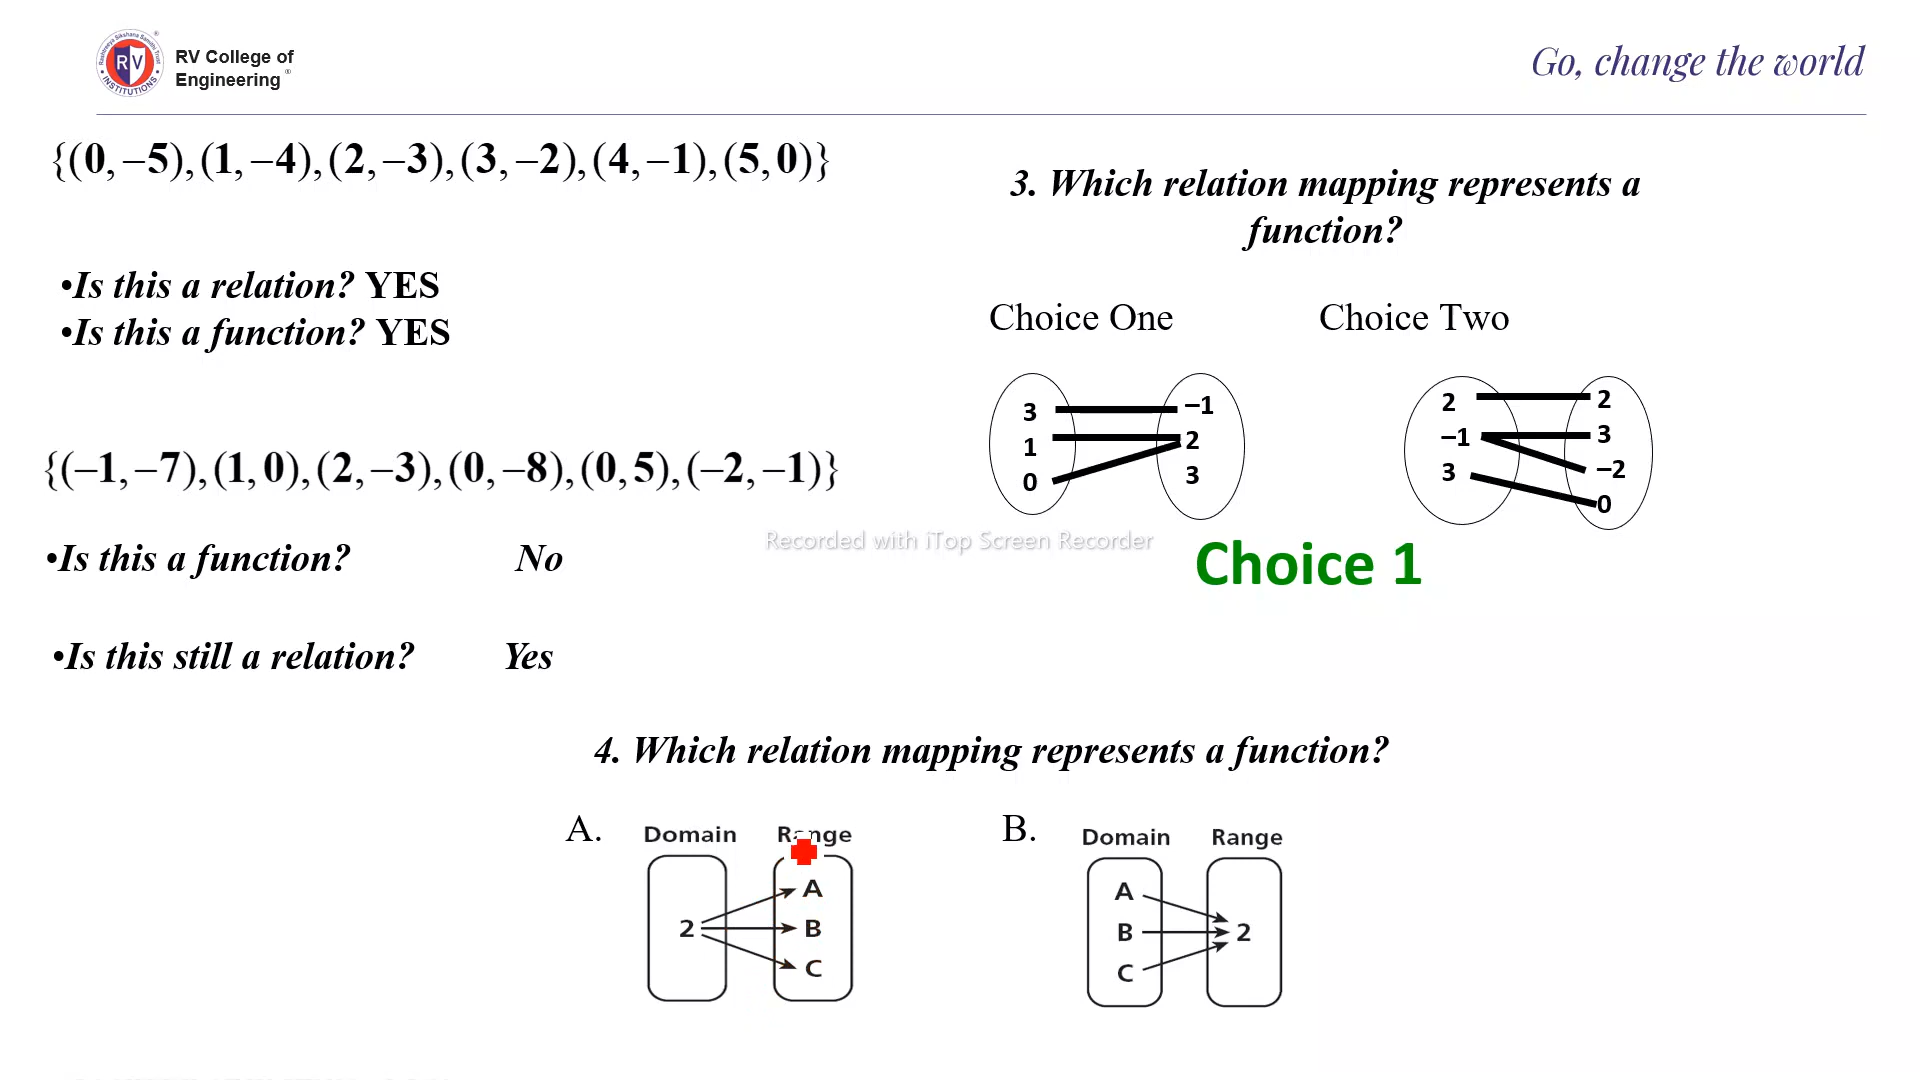 RV College of
Engineering ®
Go, change the world
{(0, –5), (1, –4), (2, –3), (3, –2), (4, –1), (5, 0)}
•Is this a relation? YES
•Is this a function? YES
{(–1, –7), (1, 0), (2, –3), (0, –8), (0, 5), (–2, –1)}
•Is this a function? No
•Is this still a relation? Yes
3. Which relation mapping represents a
function?
Choice One Choice Two
3 –1
1 2
0 3
2 2
–1 3
3 –2
0
Recorded with iTop Screen Recorder
Choice 1
4. Which relation mapping represents a function?
A. Domain Range
A
2 B
C
B. Domain Range
A
B 2
C
RV
INSTITUTIONS